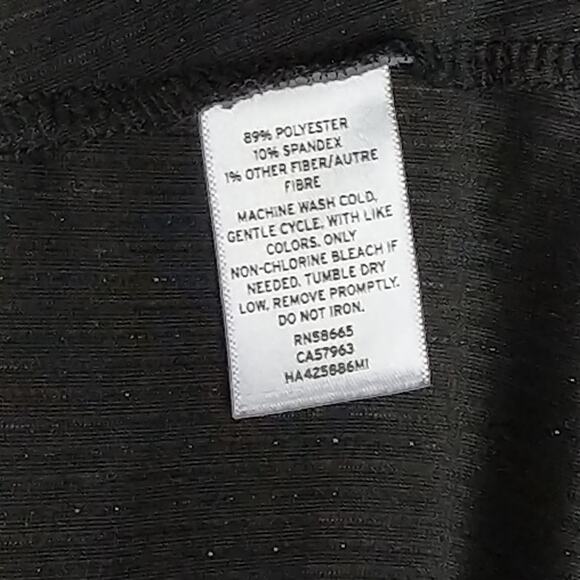 89% POLYESTER
10% SPANDEX
1% OTHER FIBER/AUTRE
FIBRE
MACHINE WASH COLD,
GENTLE CYCLE, WITH LIKE
COLORS. ONLY
NON-CHLORINE BLEACH IF
NEEDED. TUMBLE DRY
LOW. REMOVE PROMPTLY.
DO NOT IRON.
RN58665
CA57963
HA425886MI